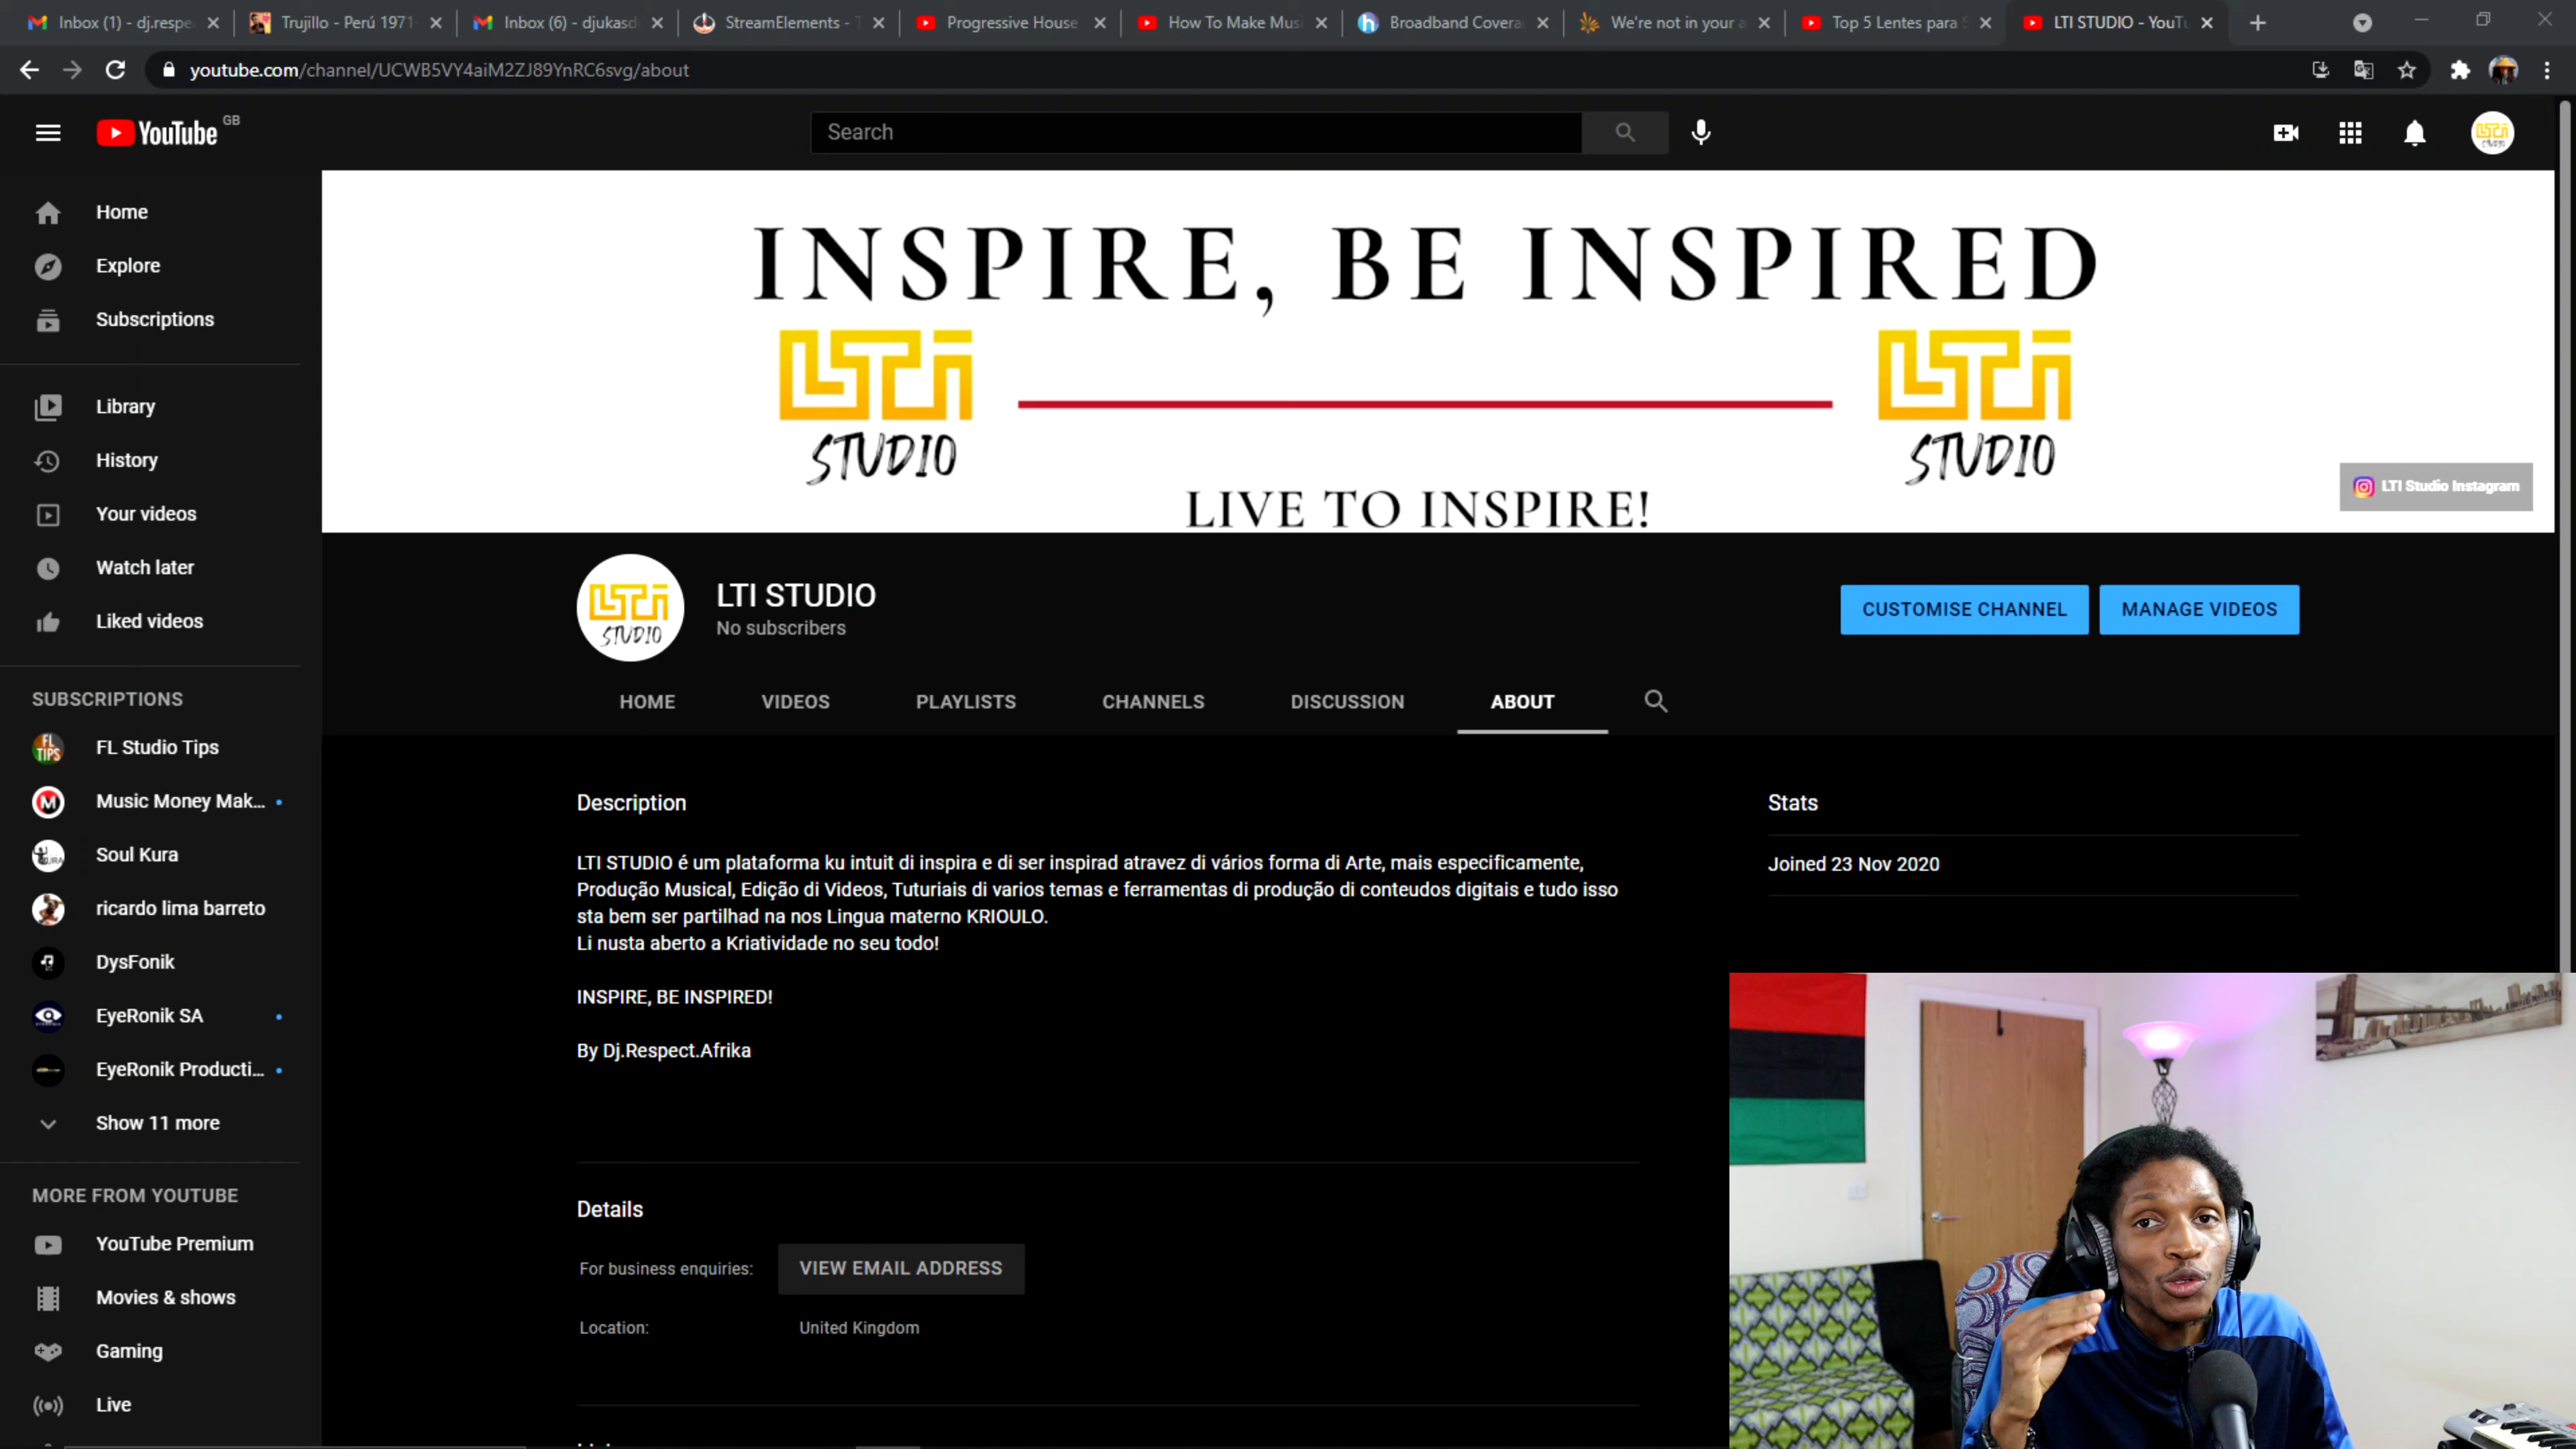 Inbox (1) - dj.respe
Trujillo - Perú 1971
Inbox (6) - djukasd
StreamElements - T
Progressive House
How To Make Mus
Broadband Covera
We're not in your a
Top 5 Lentes para S
LTI STUDIO - YouTu
youtube.com/channel/UCWB5VY4aiM2ZJ89YnRC6svg/about
YouTube GB
Search
LTI STUDIO
Home
Explore
Subscriptions
Library
History
Your videos
Watch later
Liked videos
SUBSCRIPTIONS
FL TIPS
FL Studio Tips
Music Money Mak...
Soul Kura
ricardo lima barreto
DysFonik
EyeRonik SA
EyeRonik Producti...
Show 11 more
MORE FROM YOUTUBE
YouTube Premium
Movies & shows
Gaming
Live
INSPIRE, BE INSPIRED
LTI STUDIO
LTI STUDIO
LIVE TO INSPIRE!
LTI Studio Instagram
LTI STUDIO
LTI STUDIO
No subscribers
CUSTOMISE CHANNEL
MANAGE VIDEOS
HOME
VIDEOS
PLAYLISTS
CHANNELS
DISCUSSION
ABOUT
Description
LTI STUDIO é um plataforma ku intuit di inspira e di ser inspirad atravez di vários forma di Arte, mais especificamente,
Produção Musical, Edição di Videos, Tuturiais di varios temas e ferramentas di produção di conteudos digitais e tudo isso
sta bem ser partilhad na nos Lingua materno KRIOULO.
Li nusta aberto a Kriatividade no seu todo!
INSPIRE, BE INSPIRED!
By Dj.Respect.Afrika
Stats
Joined 23 Nov 2020
Details
For business enquiries:
VIEW EMAIL ADDRESS
Location:
United Kingdom